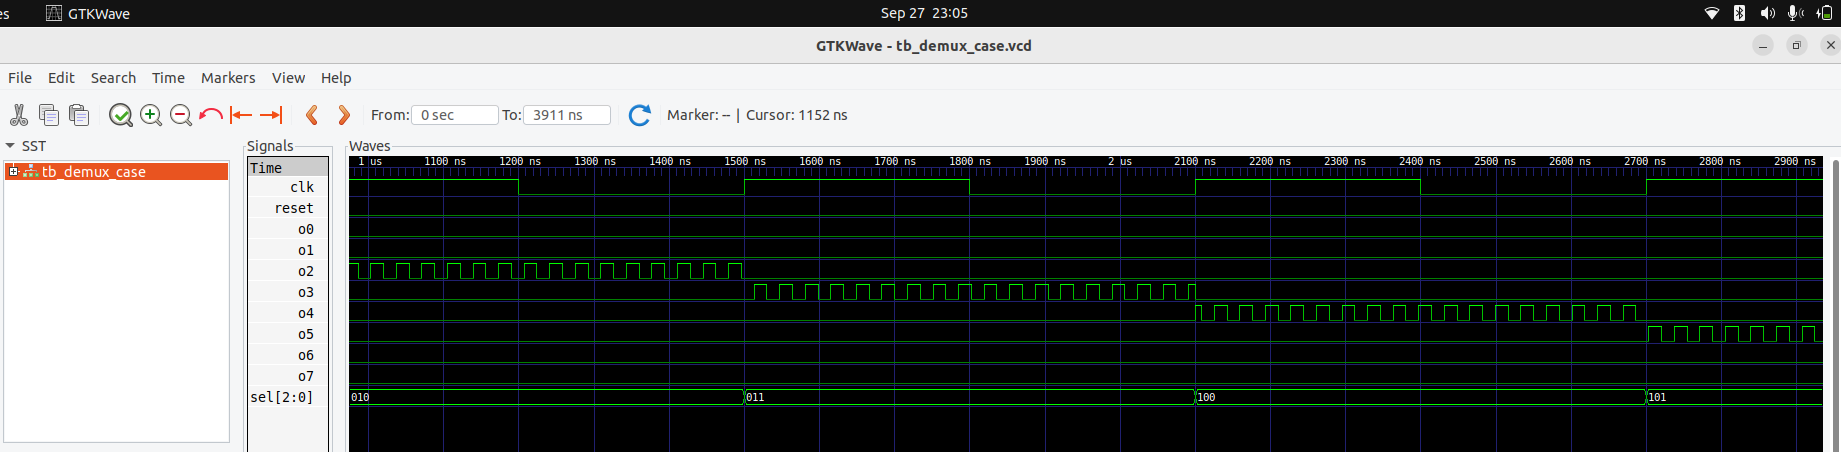 es GTKWave Sep 27 23:05
GTKWave - tb_demux_case.vcd
File Edit Search Time Markers View Help
From: 0 sec To: 3911 ns Marker: -- | Cursor: 1152 ns
SST Signals Waves
tb_demux_case
Time 1 us 1100 ns 1200 ns 1300 ns 1400 ns 1500 ns 1600 ns 1700 ns 1800 ns 1900 ns 2 us 2100 ns 2200 ns 2300 ns 2400 ns 2500 ns 2600 ns 2700 ns 2800 ns 2900 ns
clk
reset
o0
o1
o2
o3
o4
o5
o6
o7
sel[2:0] 010 011 100 101